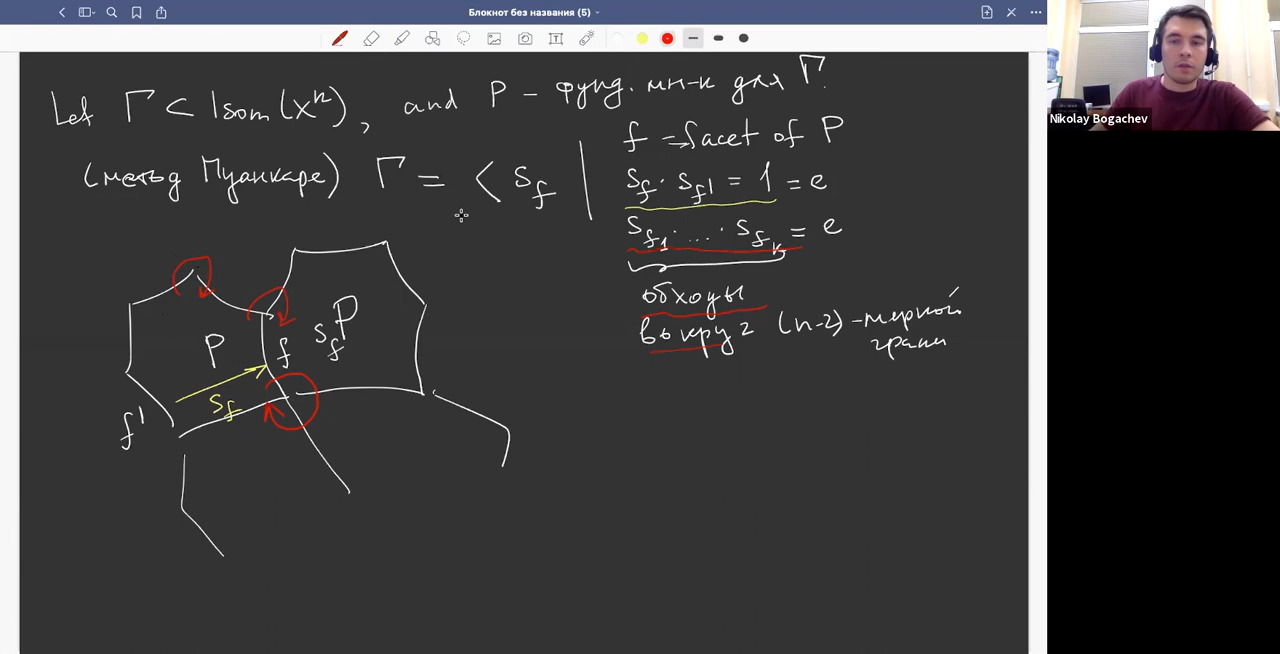 Блокнот без названия (5)
Nikolay Bogachev
Let Γ ⊂ Isom(Xⁿ), and P – фунд. мн-к для Γ.
f = facet of P
(метод Пуанкаре) Γ = ⟨ s_f |
s_f · s_f' = 1 = e
s_f₁ · ... · s_fₖ = e
обходы
вокруг (n-2)-мерной
грани
P
f
s_f P
s_f
f'